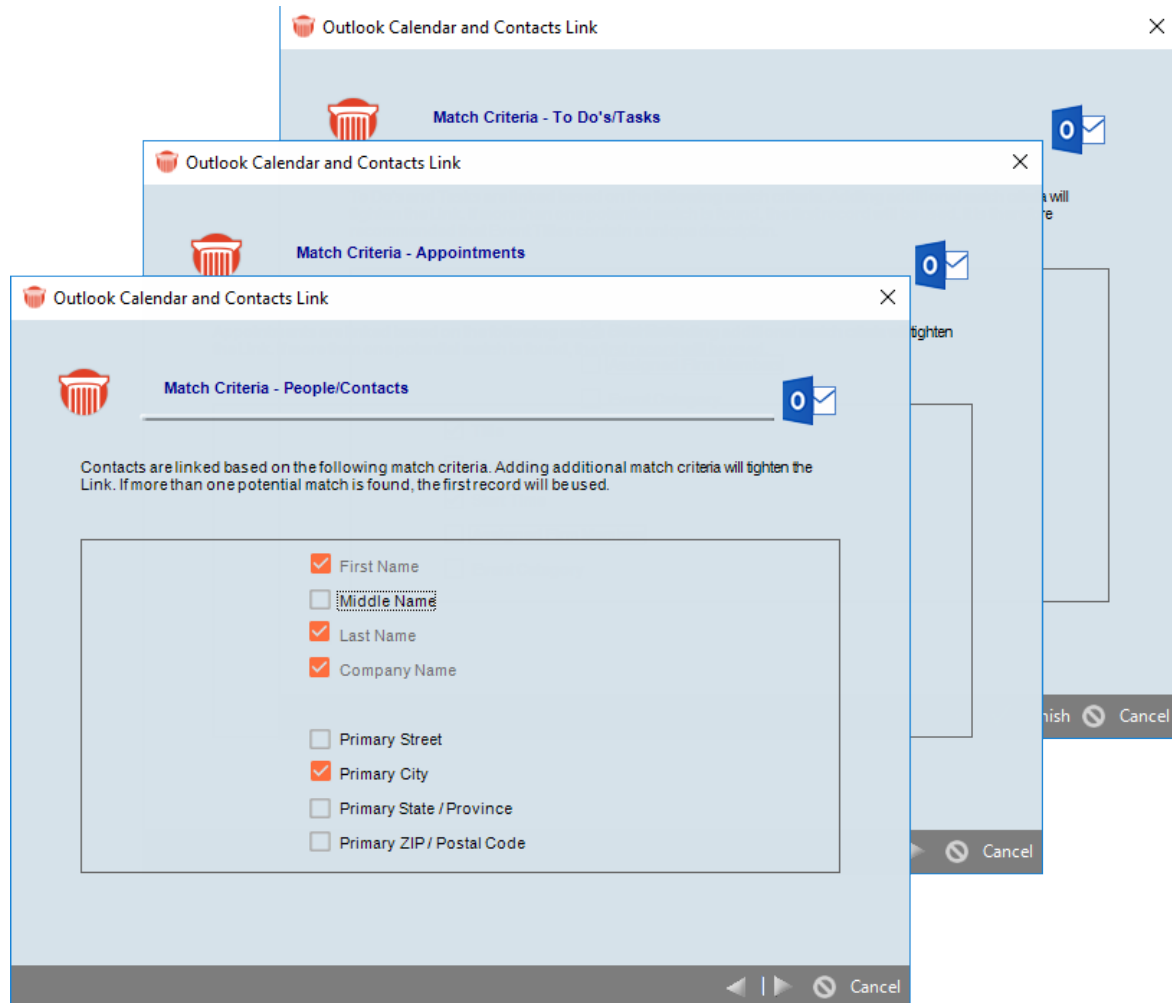 Outlook Calendar and Contacts Link
Match Criteria - To Do's/Tasks
will
Cancel
Outlook Calendar and Contacts Link
Match Criteria - Appointments
tighten
Cancel
Outlook Calendar and Contacts Link
Match Criteria - People/Contacts
Contacts are linked based on the following match criteria. Adding additional match criteria will tighten the
Link. If more than one potential match is found, the first record will be used.
First Name
Middle Name
Last Name
Company Name
Primary Street
Primary City
Primary State / Province
Primary ZIP / Postal Code
Cancel